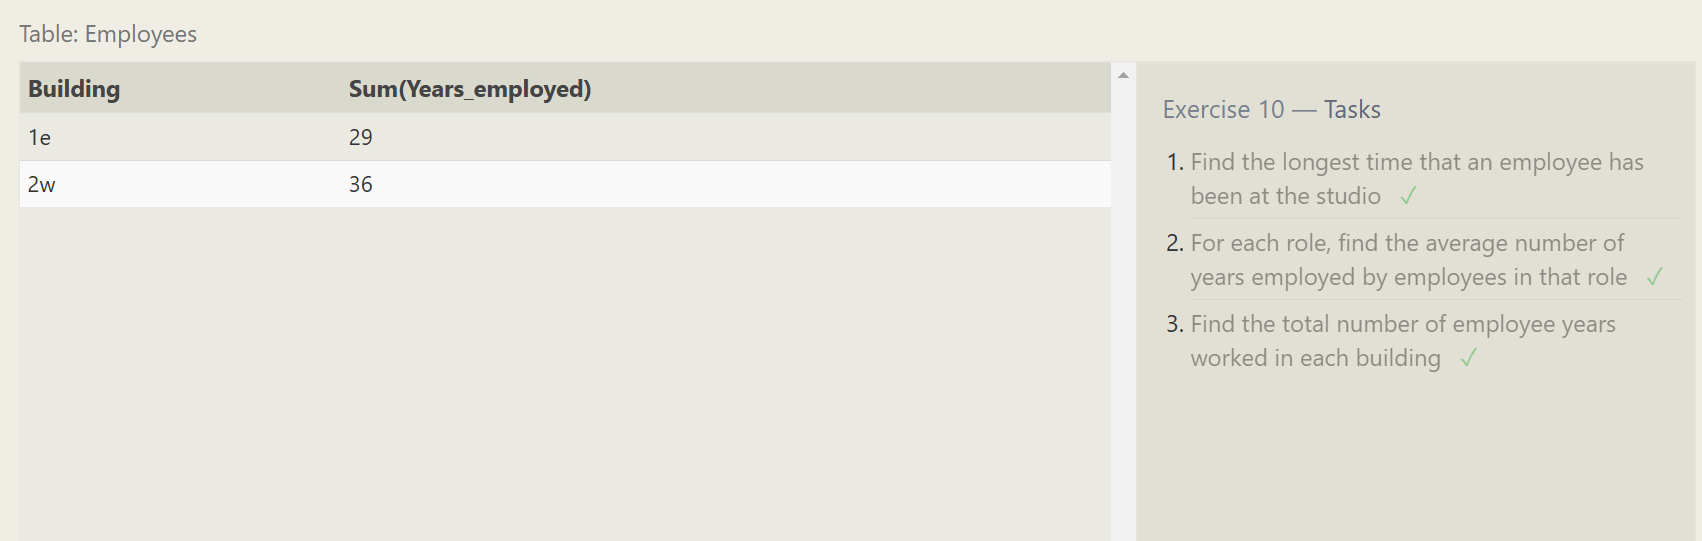 Table: Employees
Building Sum(Years_employed)
1e 29
2w 36
Exercise 10 — Tasks
1. Find the longest time that an employee has
been at the studio ✓
2. For each role, find the average number of
years employed by employees in that role ✓
3. Find the total number of employee years
worked in each building ✓